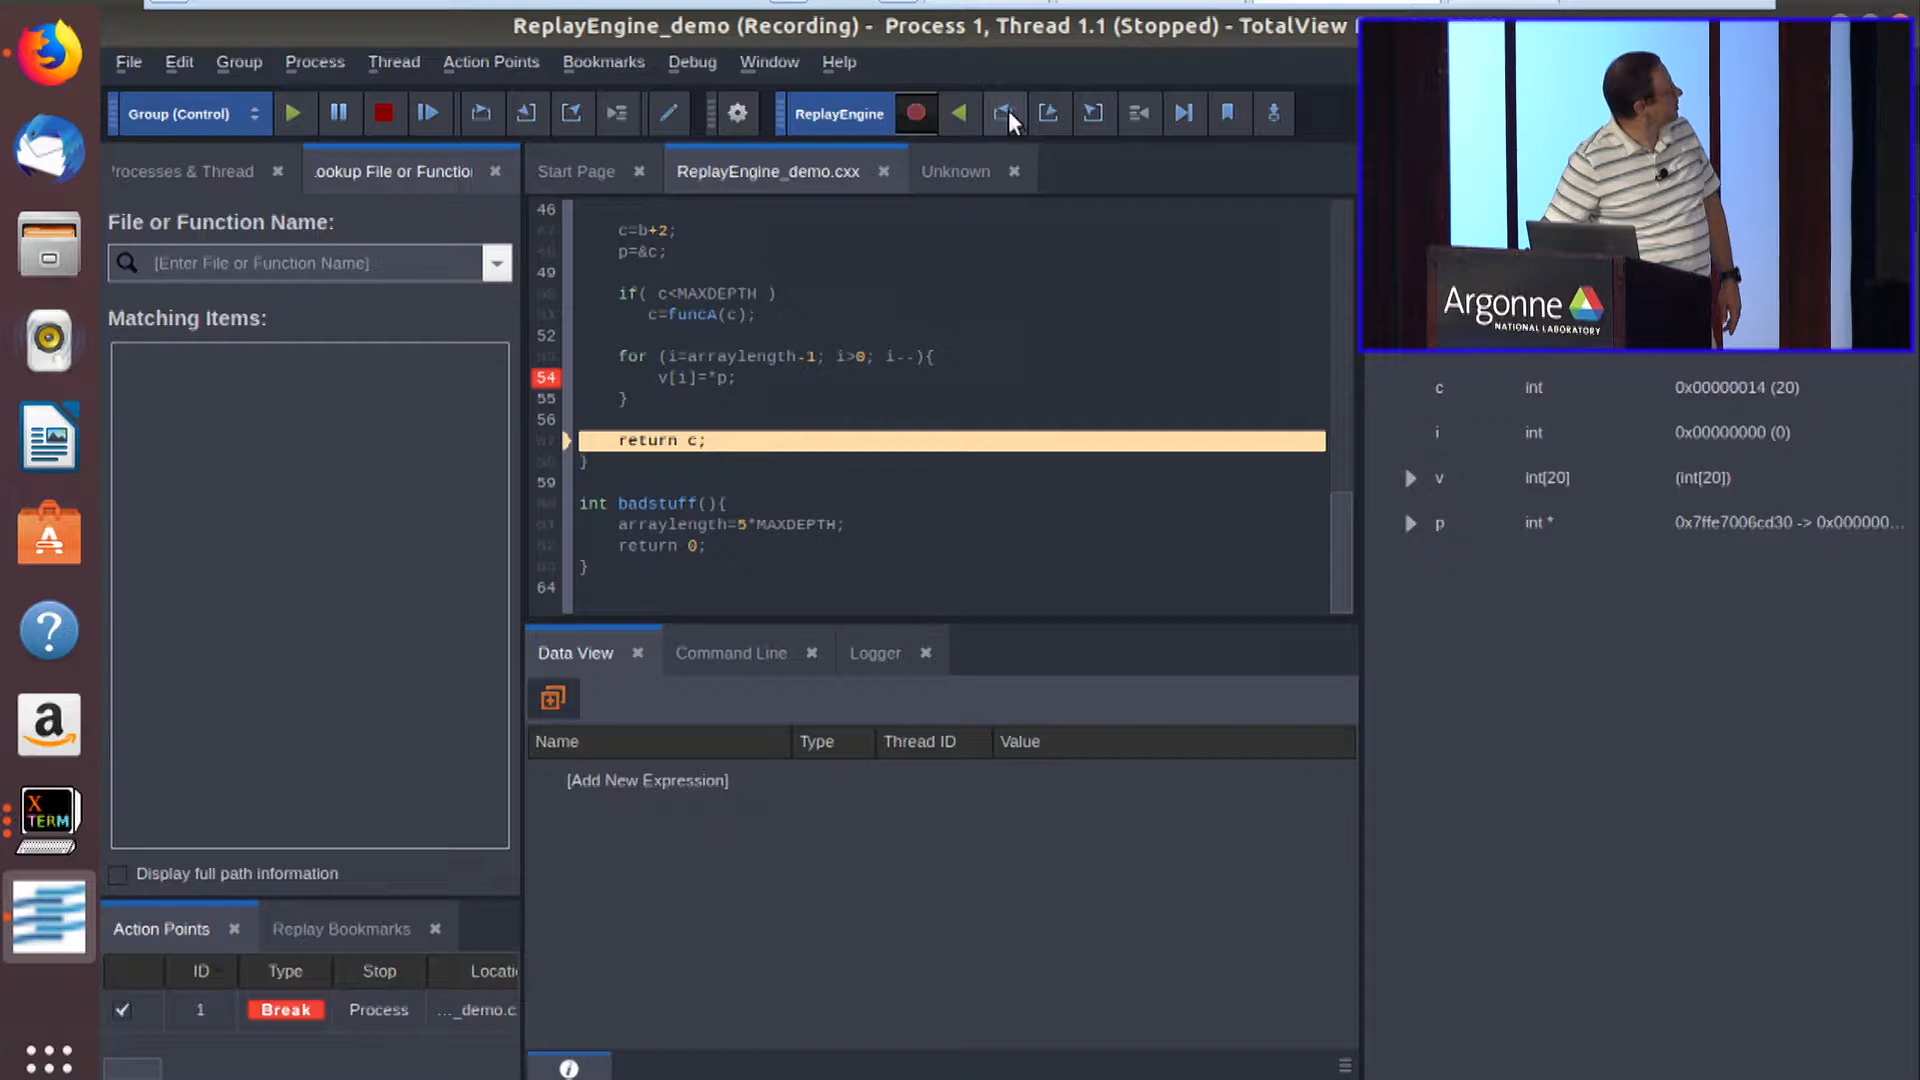 ReplayEngine_demo (Recording) - Process 1, Thread 1.1 (Stopped) - TotalView
File Edit Group Process Thread Action Points Bookmarks Debug Window Help
Group (Control)
ReplayEngine
rocesses & Thread
ookup File or Functio
Start Page
ReplayEngine_demo.cxx
Unknown
File or Function Name:
[Enter File or Function Name]
Matching Items:
Display full path information
46
c=b+2;
p=&c;
49
if( c<MAXDEPTH )
c=funcA(c);
52
for (i=arraylength-1; i>0; i--){
54 v[i]=*p;
55 }
56
return c;
}
59
int badstuff(){
arraylength=5*MAXDEPTH;
return 0;
}
64
Argonne
NATIONAL LABORATORY
c int 0x00000014 (20)
i int 0x00000000 (0)
v int[20] (int[20])
p int * 0x7ffe7006cd30 -> 0x000000...
Data View
Command Line
Logger
Name Type Thread ID Value
[Add New Expression]
Action Points
Replay Bookmarks
ID Type Stop Locati
1 Break Process ..._demo.c
X
TERM